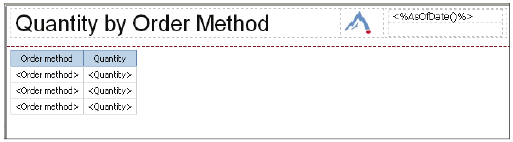 Quantity by Order Method
<%AsOfDate()%>
Order method Quantity
<Order method> <Quantity>
<Order method> <Quantity>
<Order method> <Quantity>